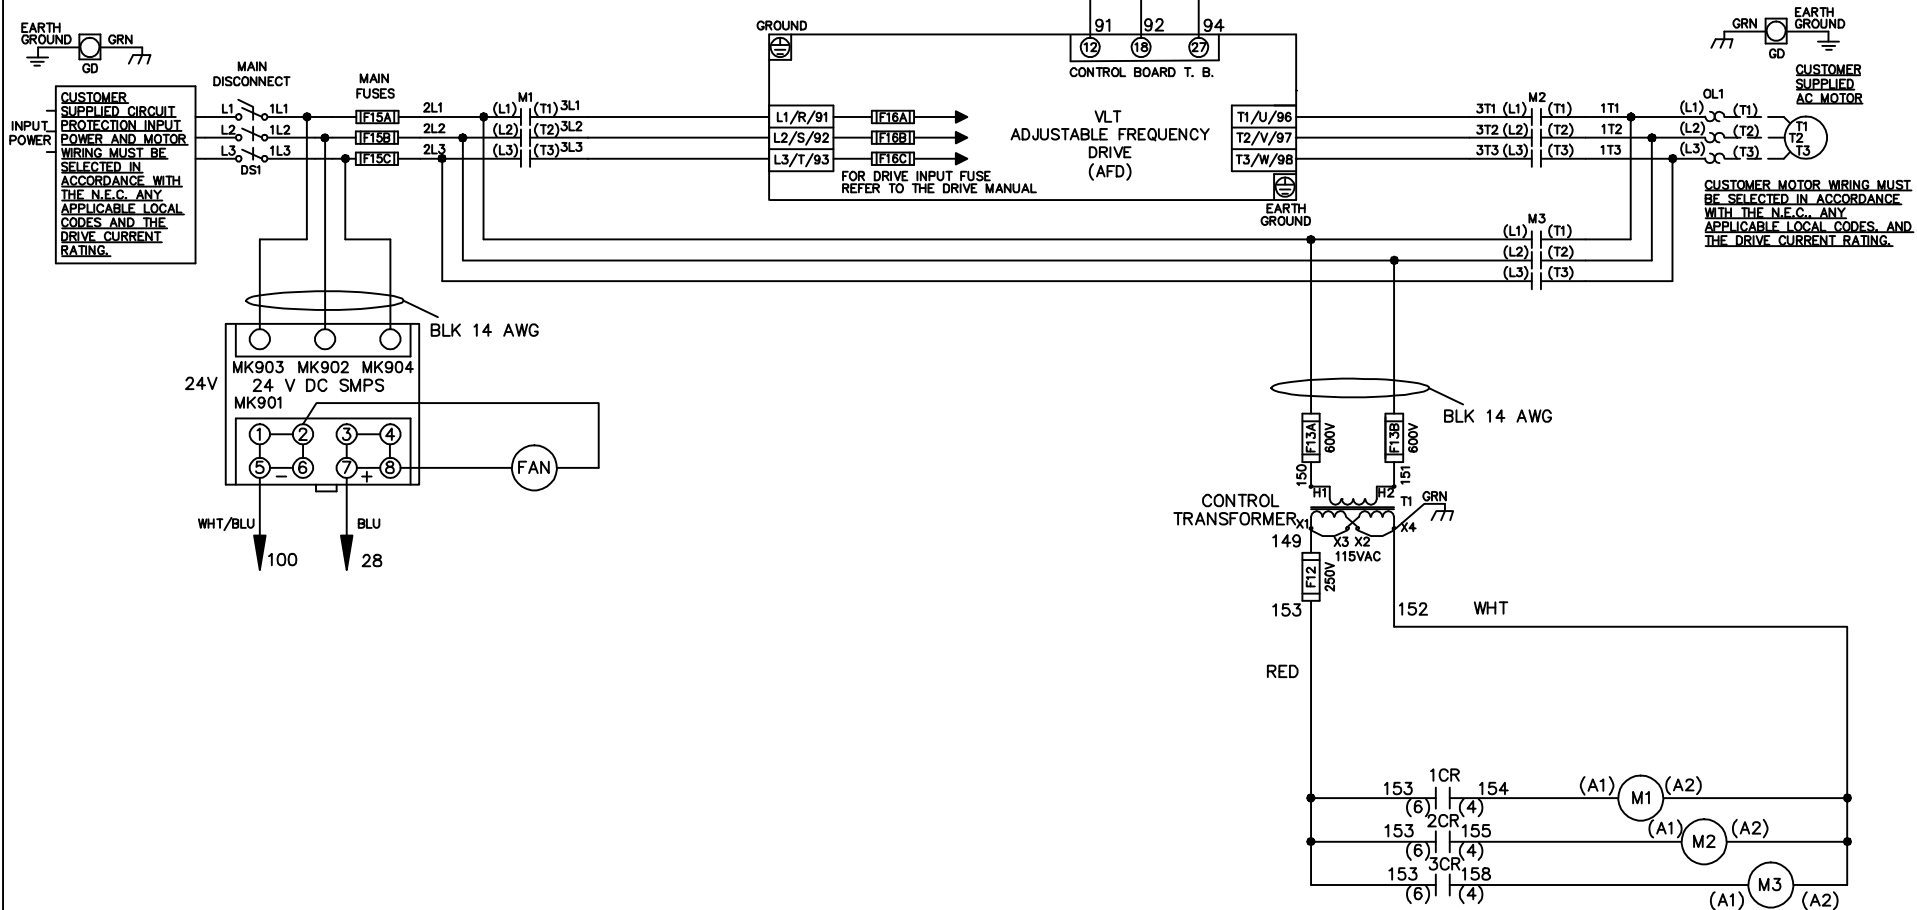 EARTH
GROUND
GRN
GD
CUSTOMER
SUPPLIED CIRCUIT
PROTECTION INPUT
POWER AND MOTOR
WIRING MUST BE
SELECTED IN
ACCORDANCE WITH
THE N.E.C. ANY
APPLICABLE LOCAL
CODES AND THE
DRIVE CURRENT
RATING.
INPUT
POWER
MAIN
DISCONNECT
L1 1L1
L2 1L2
L3 1L3
DS1
MAIN
FUSES
F15A
F15B
F15C
2L1
2L2
2L3
M1
(L1) (T1) 3L1
(L2) (T2) 3L2
(L3) (T3) 3L3
GROUND
91 92 94
12 18 27
CONTROL BOARD T. B.
L1/R/91
L2/S/92
L3/T/93
F16A
F16B
F16C
FOR DRIVE INPUT FUSE
REFER TO THE DRIVE MANUAL
VLT
ADJUSTABLE FREQUENCY
DRIVE
(AFD)
T1/U/96
T2/V/97
T3/W/98
EARTH
GROUND
M2
3T1 (L1) (T1) 1T1
3T2 (L2) (T2) 1T2
3T3 (L3) (T3) 1T3
OL1
(L1) (T1)
(L2) (T2)
(L3) (T3)
T1
T2
T3
GRN
EARTH
GROUND
GD
CUSTOMER
SUPPLIED
AC MOTOR
CUSTOMER MOTOR WIRING MUST
BE SELECTED IN ACCORDANCE
WITH THE N.E.C., ANY
APPLICABLE LOCAL CODES, AND
THE DRIVE CURRENT RATING.
M3
(L1) (T1)
(L2) (T2)
(L3) (T3)
BLK 14 AWG
MK903 MK902 MK904
24V
24 V DC SMPS
MK901
1 2 3 4
5 - 6 7 + 8
FAN
WHT/BLU
BLU
100
28
BLK 14 AWG
F13A
600V
F13B
600V
150
151
H1 H2
T1
GRN
CONTROL
TRANSFORMER
X1
X3 X2
X4
115VAC
149
F12
250V
153
152
WHT
RED
1CR
153 154
(6) (4)
(A1) M1 (A2)
2CR
153 155
(6) (4)
(A1) M2 (A2)
3CR
153 158
(6) (4)
(A1) M3 (A2)